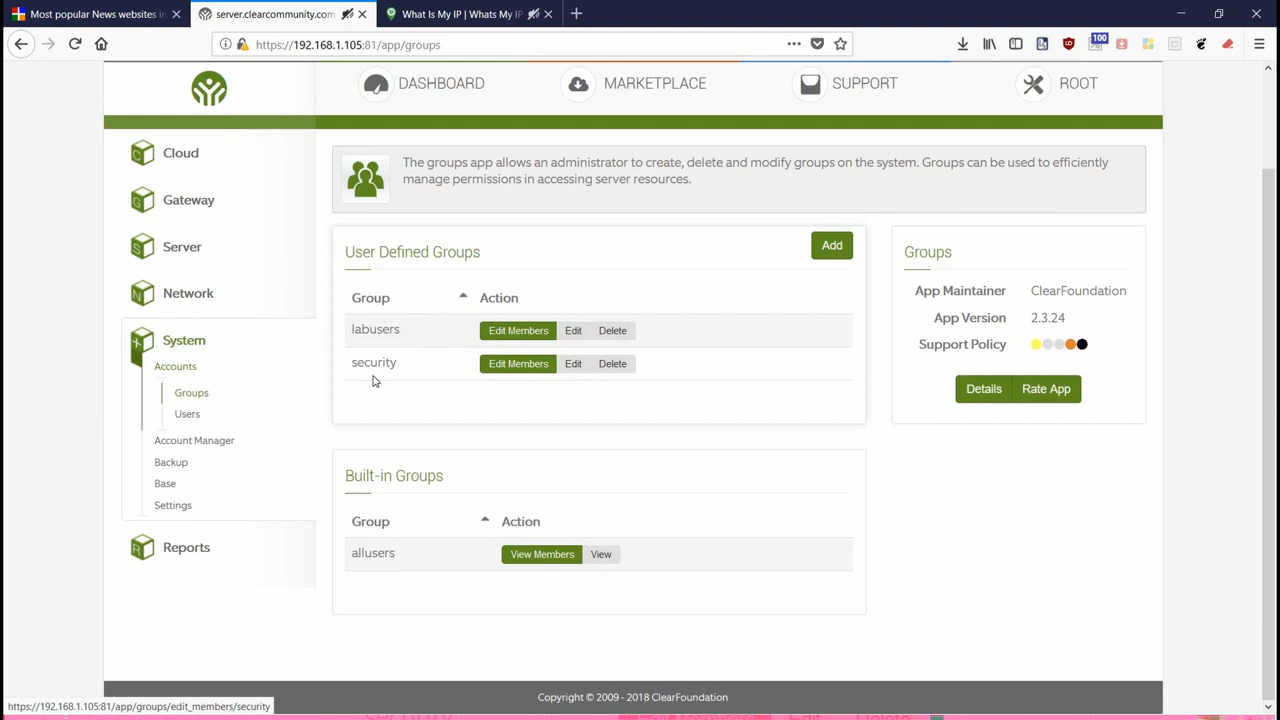 Most popular News websites in
server.clearcommunity.com
What Is My IP | Whats My IP
https://192.168.1.105:81/app/groups
100
DASHBOARD
MARKETPLACE
SUPPORT
ROOT
Cloud
Gateway
Server
Network
System
Accounts
Groups
Users
Account Manager
Backup
Base
Settings
Reports
The groups app allows an administrator to create, delete and modify groups on the system. Groups can be used to efficiently
manage permissions in accessing server resources.
User Defined Groups
Add
Group Action
labusers Edit Members Edit Delete
security Edit Members Edit Delete
Built-in Groups
Group Action
allusers View Members View
Groups
App Maintainer ClearFoundation
App Version 2.3.24
Support Policy
Details Rate App
Copyright © 2009 - 2018 ClearFoundation
https://192.168.1.105:81/app/groups/edit_members/security